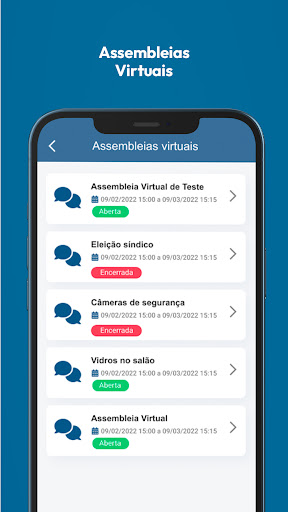 Assembleias
Virtuais
Assembleias virtuais
Assembleia Virtual de Teste
09/02/2022 15:00 a 09/03/2022 15:15
Aberta
Eleição síndico
09/02/2022 15:00 a 09/03/2022 15:15
Encerrada
Câmeras de segurança
09/02/2022 15:00 a 09/03/2022 15:15
Encerrada
Vidros no salão
09/02/2022 15:00 a 09/03/2022 15:15
Aberta
Assembleia Virtual
09/02/2022 15:00 a 09/03/2022 15:15
Aberta